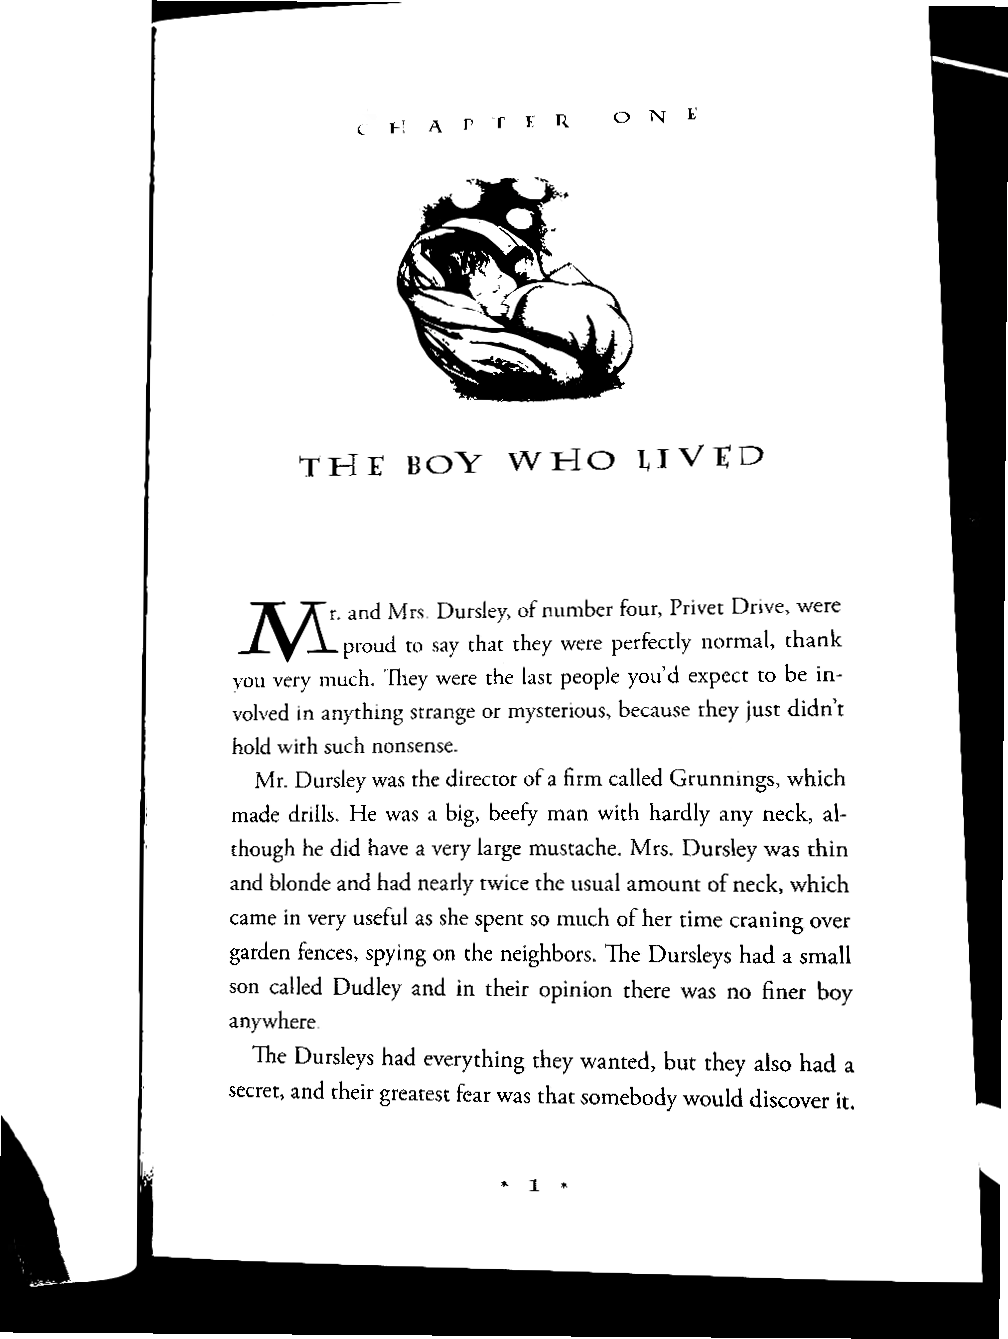 CHAPTER ONE
THE BOY WHO LIVED
Mr. and Mrs. Dursley, of number four, Privet Drive, were
proud to say that they were perfectly normal, thank
you very much. They were the last people you'd expect to be in-
volved in anything strange or mysterious, because they just didn't
hold with such nonsense.
Mr. Dursley was the director of a firm called Grunnings, which
made drills. He was a big, beefy man with hardly any neck, al-
though he did have a very large mustache. Mrs. Dursley was thin
and blonde and had nearly twice the usual amount of neck, which
came in very useful as she spent so much of her time craning over
garden fences, spying on the neighbors. The Dursleys had a small
son called Dudley and in their opinion there was no finer boy
anywhere.
The Dursleys had everything they wanted, but they also had a
secret, and their greatest fear was that somebody would discover it.
* 1 *